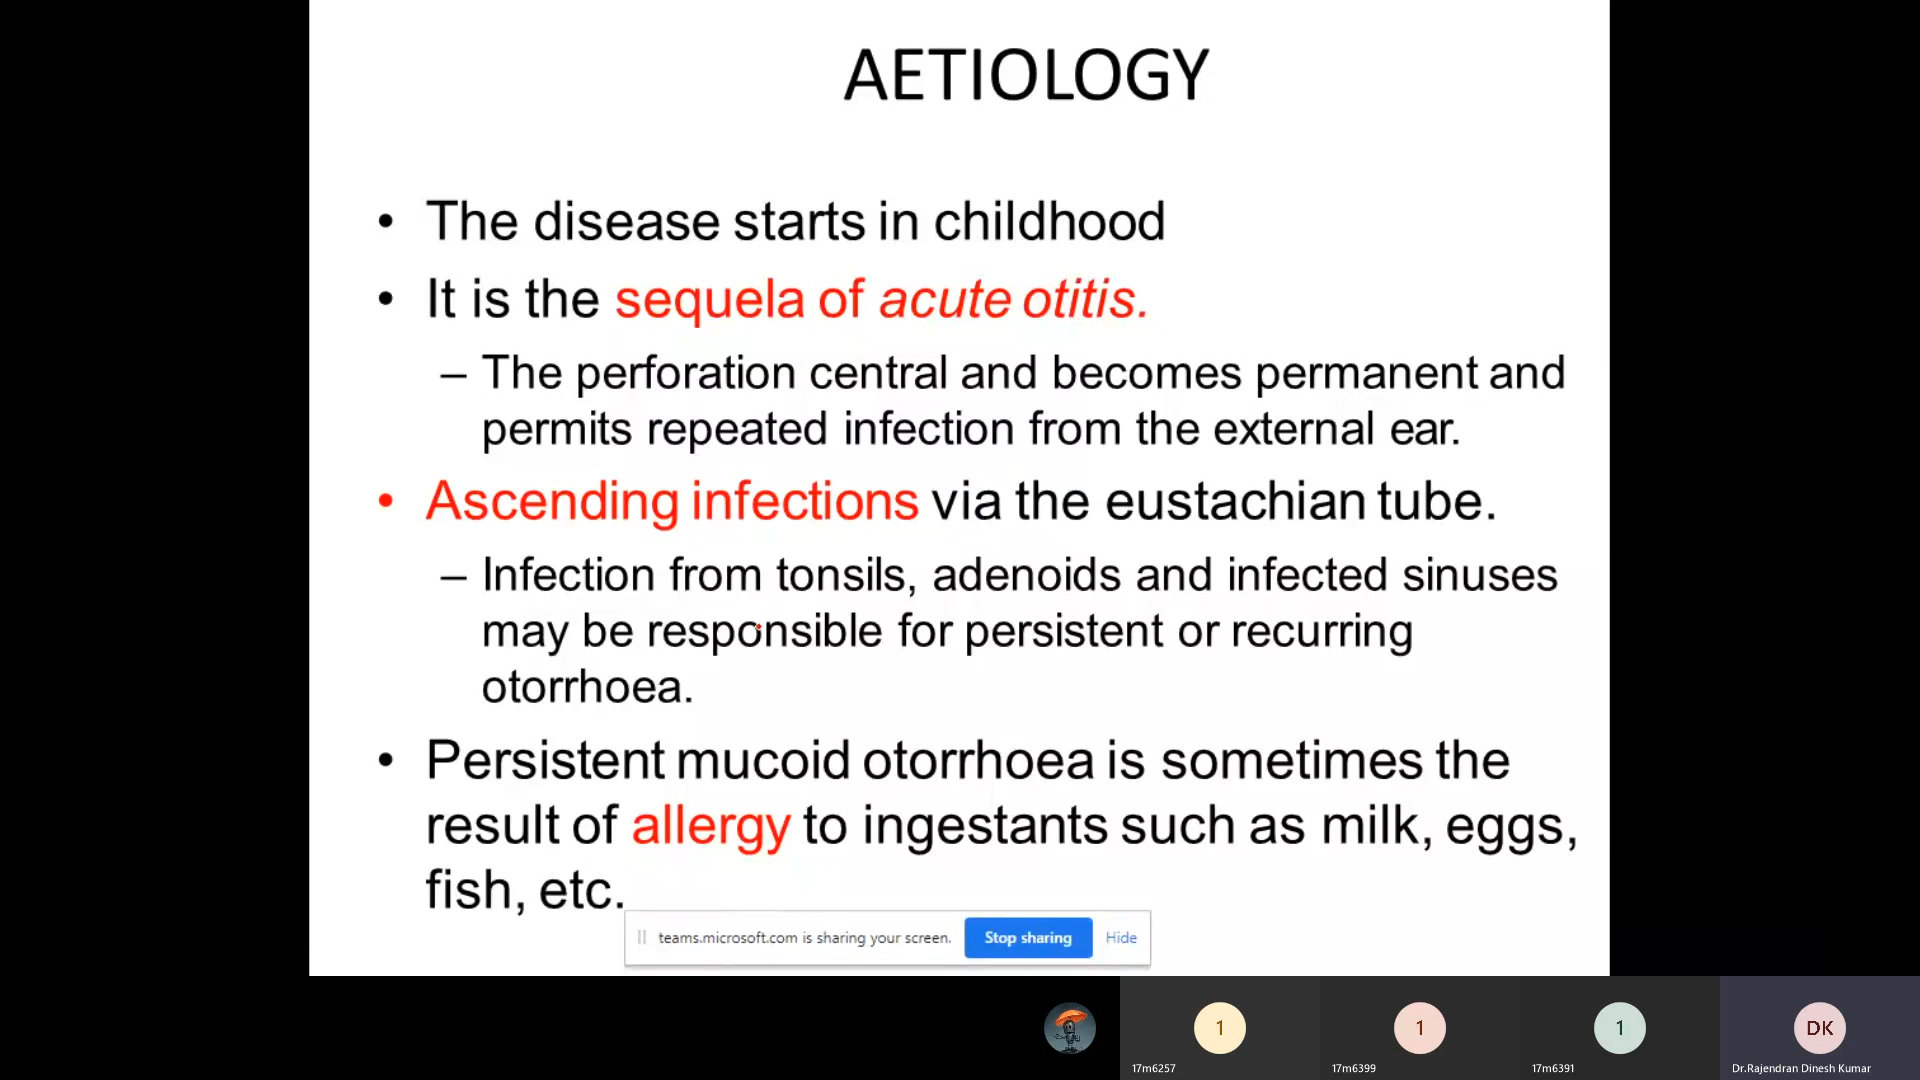 AETIOLOGY
• The disease starts in childhood
• It is the sequela of acute otitis.
– The perforation central and becomes permanent and
permits repeated infection from the external ear.
• Ascending infections via the eustachian tube.
– Infection from tonsils, adenoids and infected sinuses
may be responsible for persistent or recurring
otorrhoea.
• Persistent mucoid otorrhoea is sometimes the
result of allergy to ingestants such as milk, eggs,
fish, etc.
teams.microsoft.com is sharing your screen. Stop sharing Hide
1 1 1 DK
17m6257 17m6399 17m6391 Dr.Rajendran Dinesh Kumar